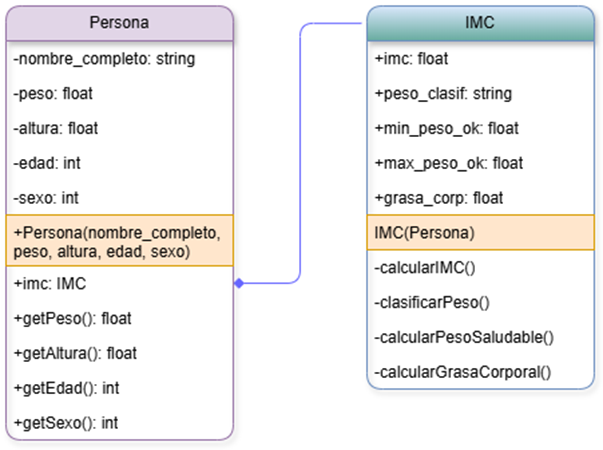 Persona
-nombre_completo: string
-peso: float
-altura: float
-edad: int
-sexo: int
+Persona(nombre_completo,
peso, altura, edad, sexo)
+imc: IMC
+getPeso(): float
+getAltura(): float
+getEdad(): int
+getSexo(): int
IMC
+imc: float
+peso_clasif: string
+min_peso_ok: float
+max_peso_ok: float
+grasa_corp: float
IMC(Persona)
-calcularIMC()
-clasificarPeso()
-calcularPesoSaludable()
-calcularGrasaCorporal()